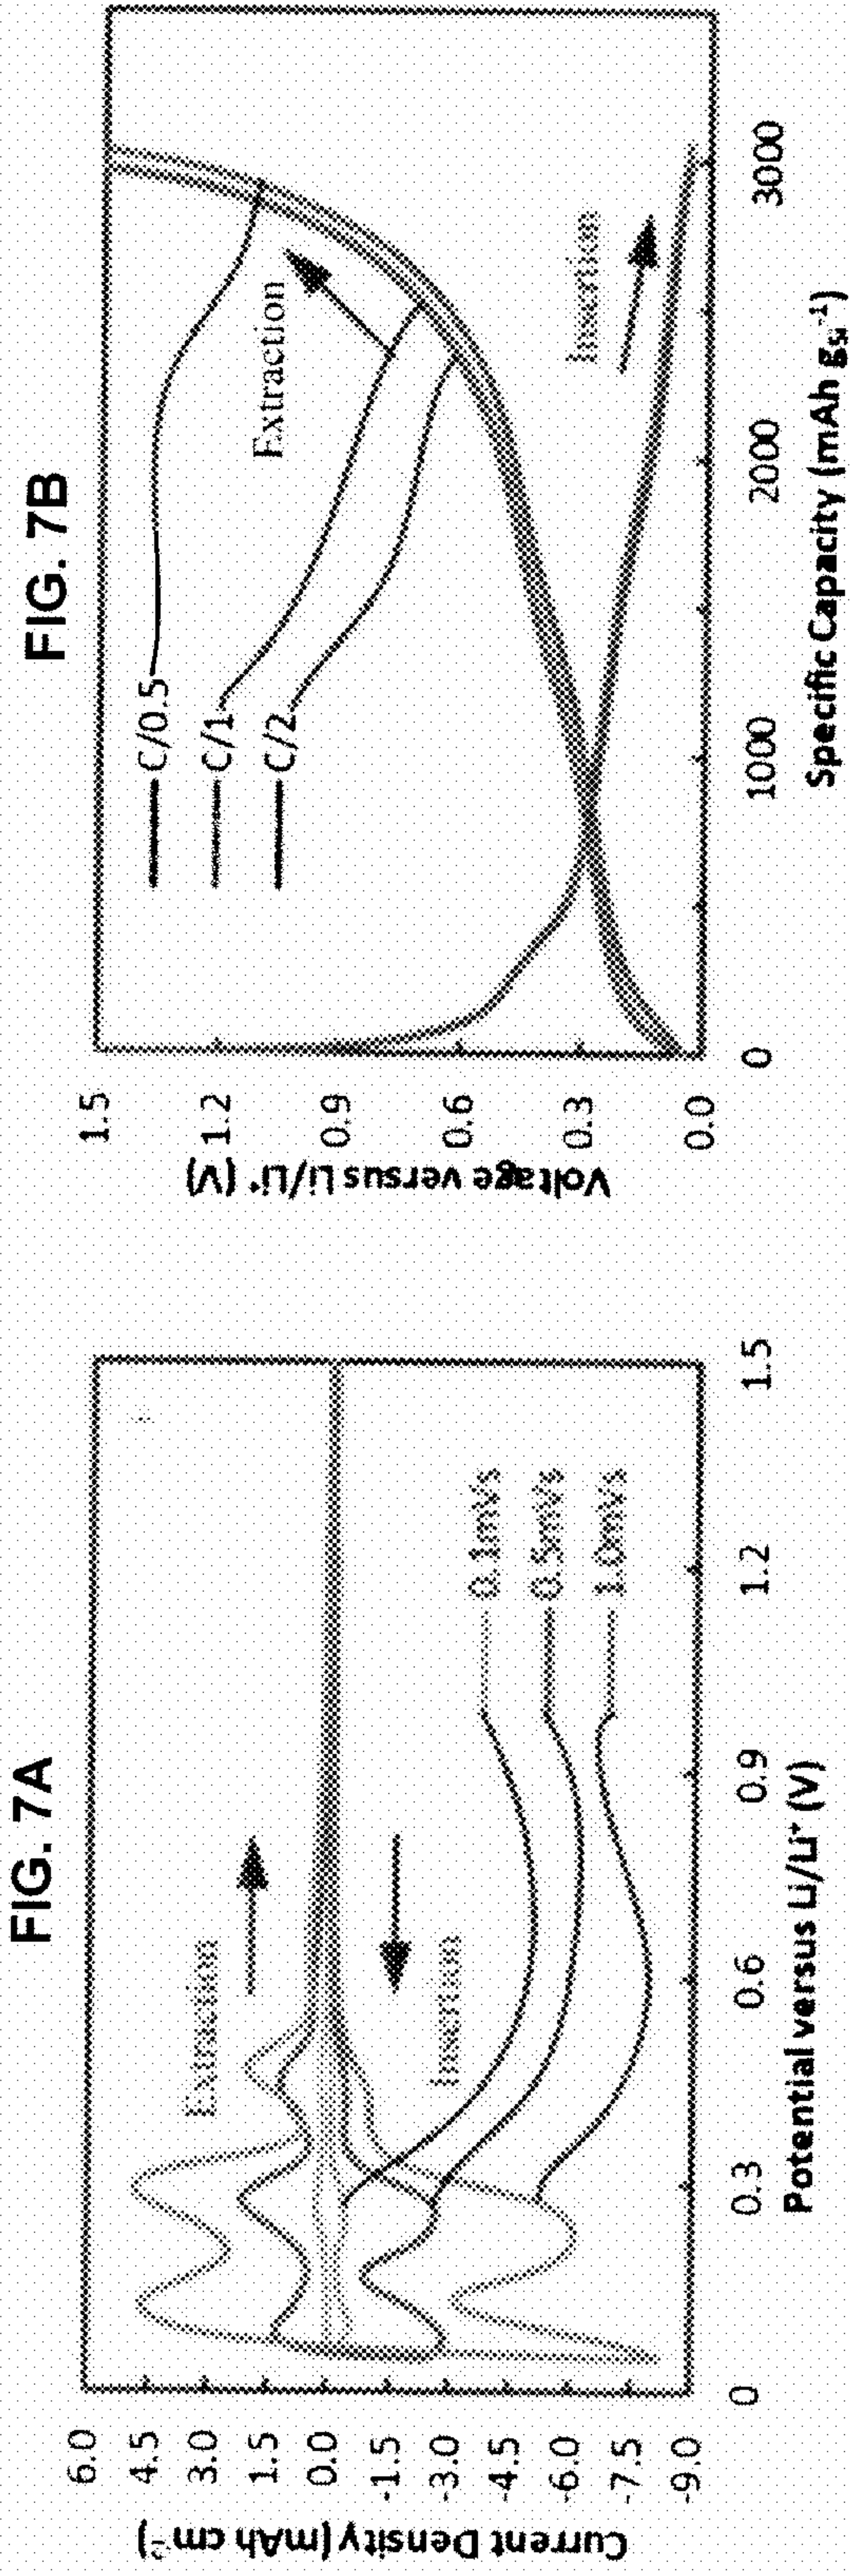 FIG. 7A
6.0
4.5
3.0
1.5
0.0
-1.5
-3.0
-4.5
-6.0
-7.5
-9.0
Current Density (mAh cm⁻²)
Extraction
Insertion
0.1mV/s
0.5mV/s
1.0mV/s
0
0.3
0.6
0.9
1.2
1.5
Potential versus Li/Li⁺ (V)
FIG. 7B
1.5
1.2
0.9
0.6
0.3
0.0
Voltage versus Li/Li⁺ (V)
C/0.5
C/1
C/2
Extraction
Insertion
0
1000
2000
3000
Specific Capacity (mAh gSi⁻¹)